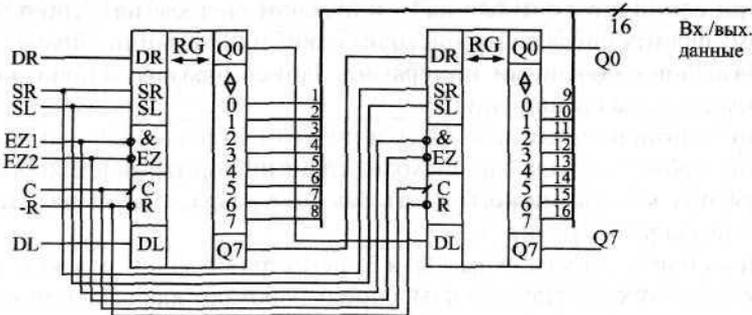 16
Вх./вых.
данные
DR
SR
SL
EZ1
EZ2
C
-R
DL
DR
SR
SL
&
EZ
C
R
DL
RG
Q0
0
1
2
3
4
5
6
7
Q7
1
2
3
4
5
6
7
8
DR
SR
SL
&
EZ
C
R
DL
RG
Q0
0
1
2
3
4
5
6
7
Q7
9
10
11
12
13
14
15
16
Q0
Q7